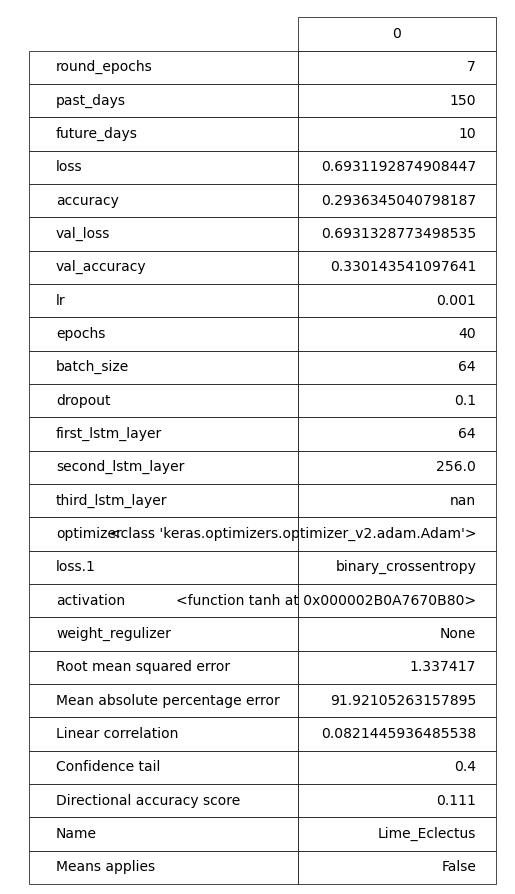 0
round_epochs 7
past_days 150
future_days 10
loss 0.6931192874908447
accuracy 0.2936345040798187
val_loss 0.6931328773498535
val_accuracy 0.330143541097641
lr 0.001
epochs 40
batch_size 64
dropout 0.1
first_lstm_layer 64
second_lstm_layer 256.0
third_lstm_layer nan
optimizer <class 'keras.optimizers.optimizer_v2.adam.Adam'>
loss.1 binary_crossentropy
activation <function tanh at 0x000002B0A7670B80>
weight_regulizer None
Root mean squared error 1.337417
Mean absolute percentage error 91.92105263157895
Linear correlation 0.0821445936485538
Confidence tail 0.4
Directional accuracy score 0.111
Name Lime_Eclectus
Means applies False